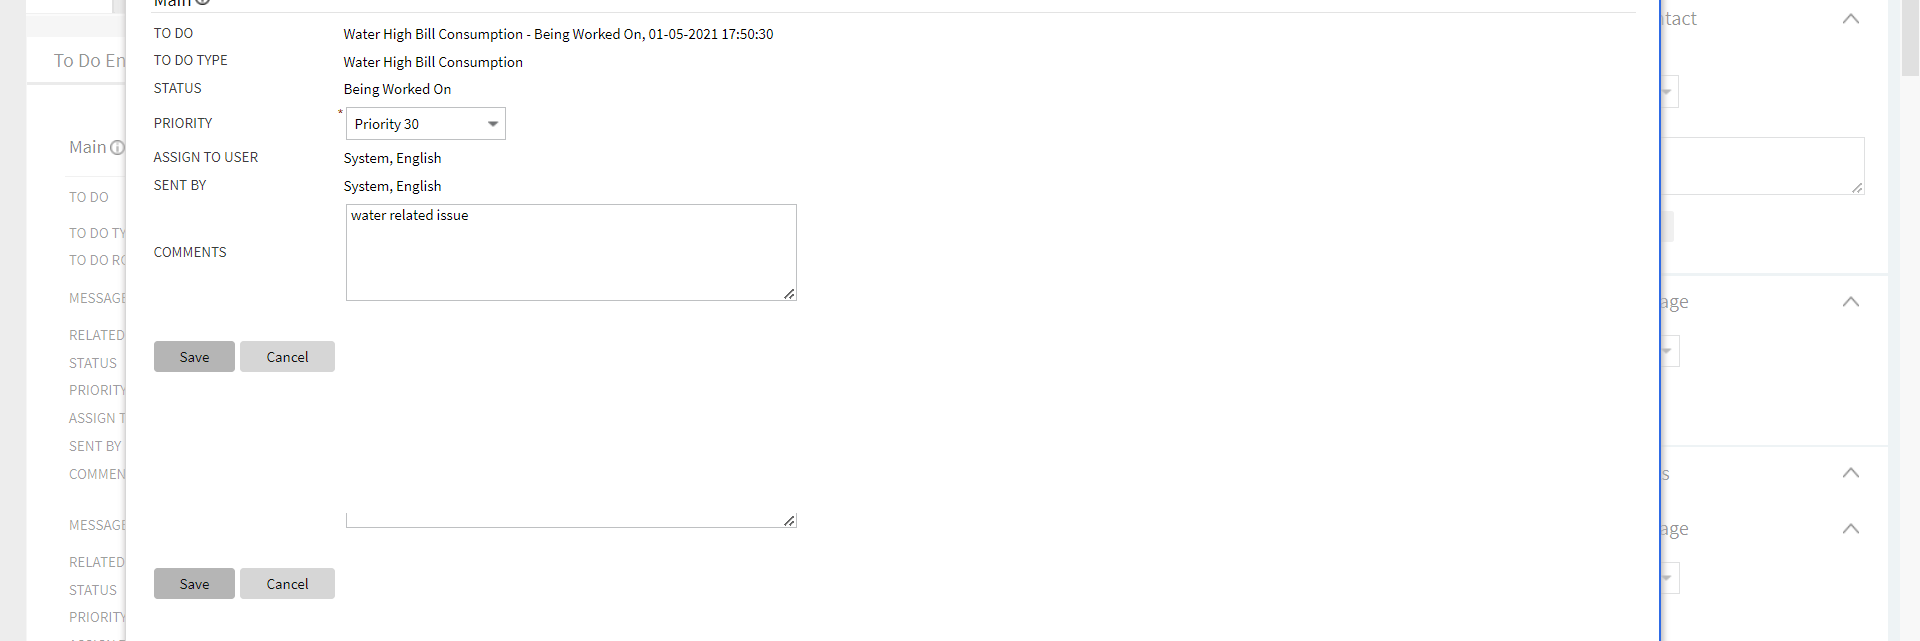 Main
TO DO Water High Bill Consumption - Being Worked On, 01-05-2021 17:50:30
TO DO TYPE Water High Bill Consumption
STATUS Being Worked On
PRIORITY * Priority 30
ASSIGN TO USER System, English
SENT BY System, English
COMMENTS water related issue
Save Cancel
Save Cancel
To Do En
Main
TO DO
TO DO TY
TO DO RO
MESSAGE
RELATED
STATUS
PRIORITY
ASSIGN T
SENT BY
COMMEN
MESSAGE
RELATED
STATUS
PRIORITY
ntact
age
s
age